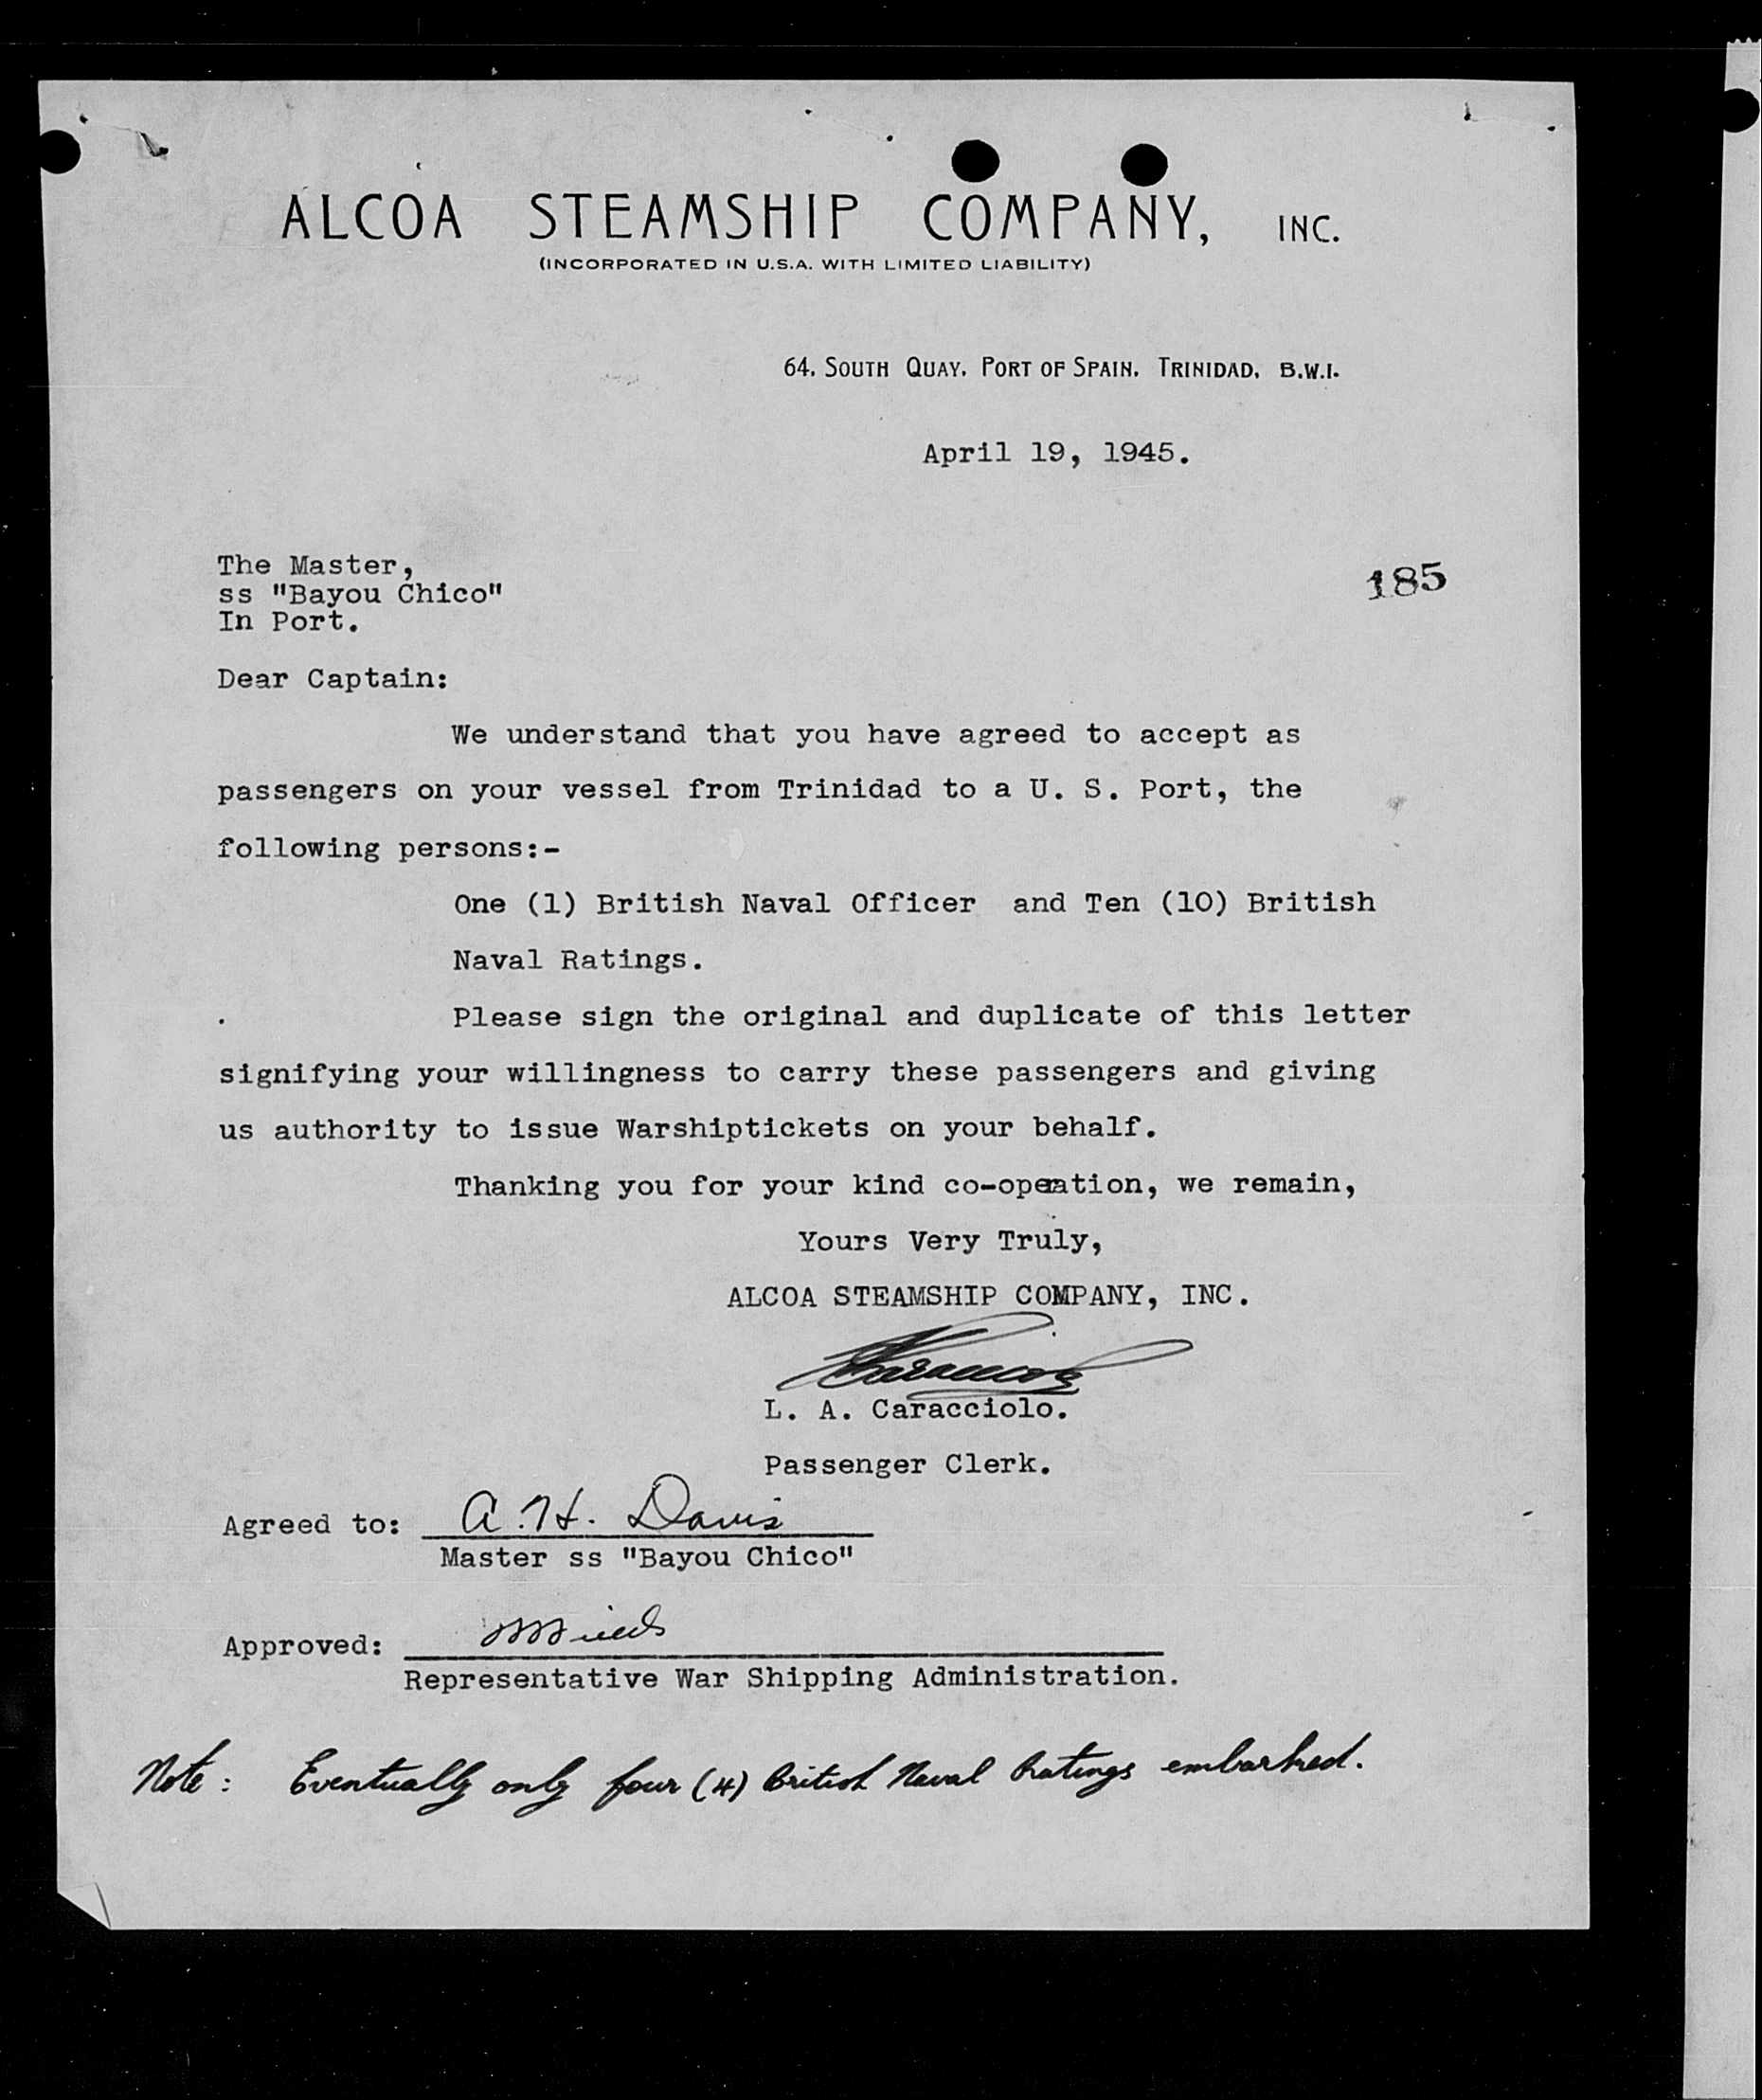 ALCOA STEAMSHIP COMPANY, INC.
(INCORPORATED IN U.S.A. WITH LIMITED LIABILITY)
64, SOUTH QUAY, PORT OF SPAIN, TRINIDAD, B.W.I.
April 19, 1945.
The Master,
ss "Bayou Chico"
In Port.
185
Dear Captain:
We understand that you have agreed to accept as
passengers on your vessel from Trinidad to a U. S. Port, the
following persons:-
One (1) British Naval Officer and Ten (10) British
Naval Ratings.
Please sign the original and duplicate of this letter
signifying your willingness to carry these passengers and giving
us authority to issue Warshiptickets on your behalf.
Thanking you for your kind co-operation, we remain,
Yours Very Truly,
ALCOA STEAMSHIP COMPANY, INC.
L. A. Caracciolo.
Passenger Clerk.
Agreed to: A. H. Davis
Master ss "Bayou Chico"
Approved:
Representative War Shipping Administration.
Note: Eventually only four (4) British Naval Ratings embarked.